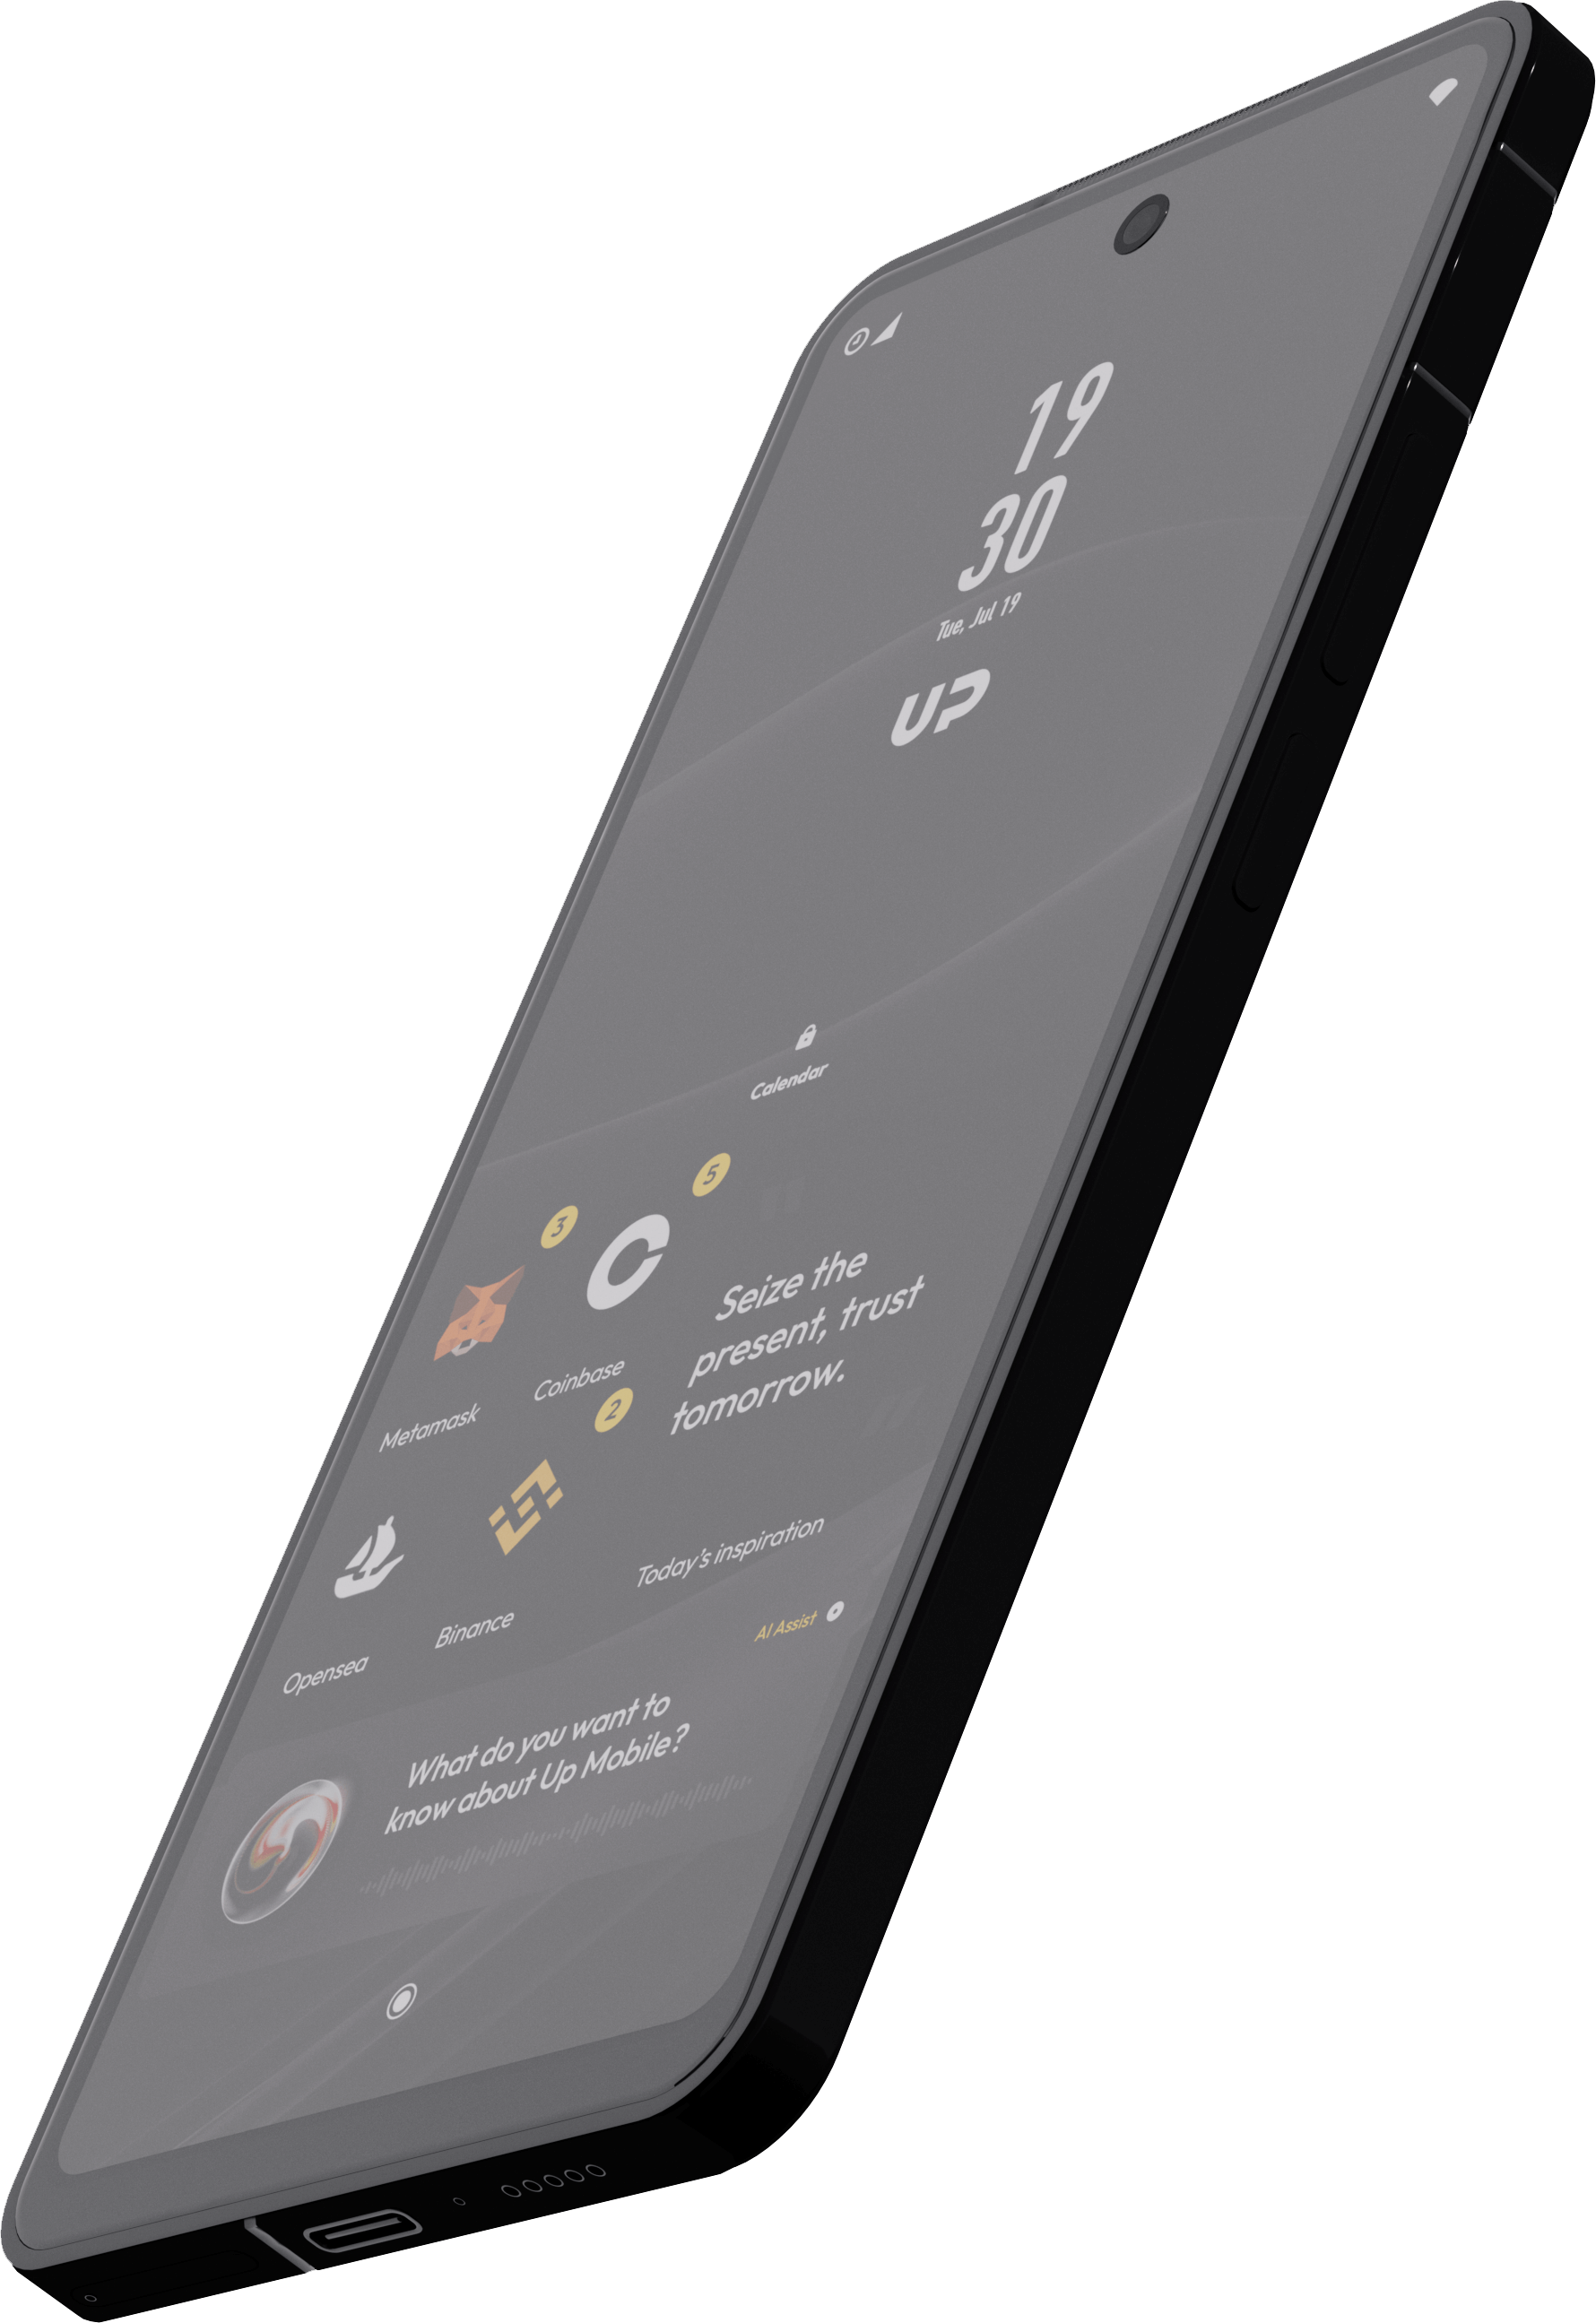 19
30
Tue, Jul 19
UP
Calendar
3
5
Metamask
Coinbase
Seize the
present, trust
tomorrow.
2
Opensea
Binance
Today's inspiration
AI Assist
What do you want to
know about Up Mobile?